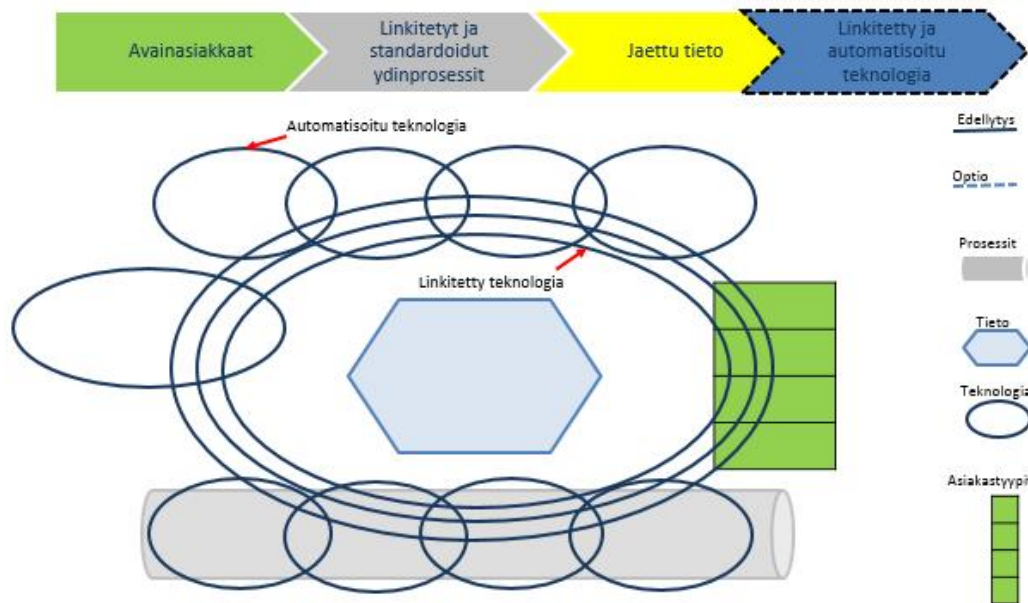 Avainasiakkaat
Linkitetyt ja
standardoidut
ydinprosessit
Jaettu tieto
Linkitetty ja
automatisoitu
teknologia
Automatisoitu teknologia
Linkitetty teknologia
Edellytys
Optio
Prosessit
Tieto
Teknologia
Asiakastyypit